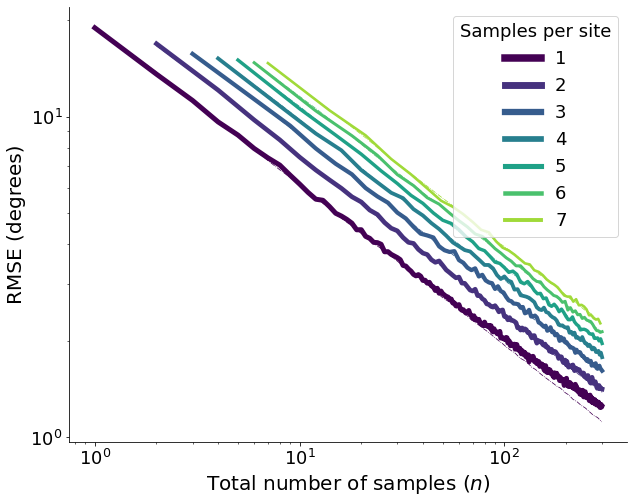 Samples per site
1
2
3
4
5
6
7
10¹
10⁰
RMSE (degrees)
10⁰ 10¹ 10²
Total number of samples (n)